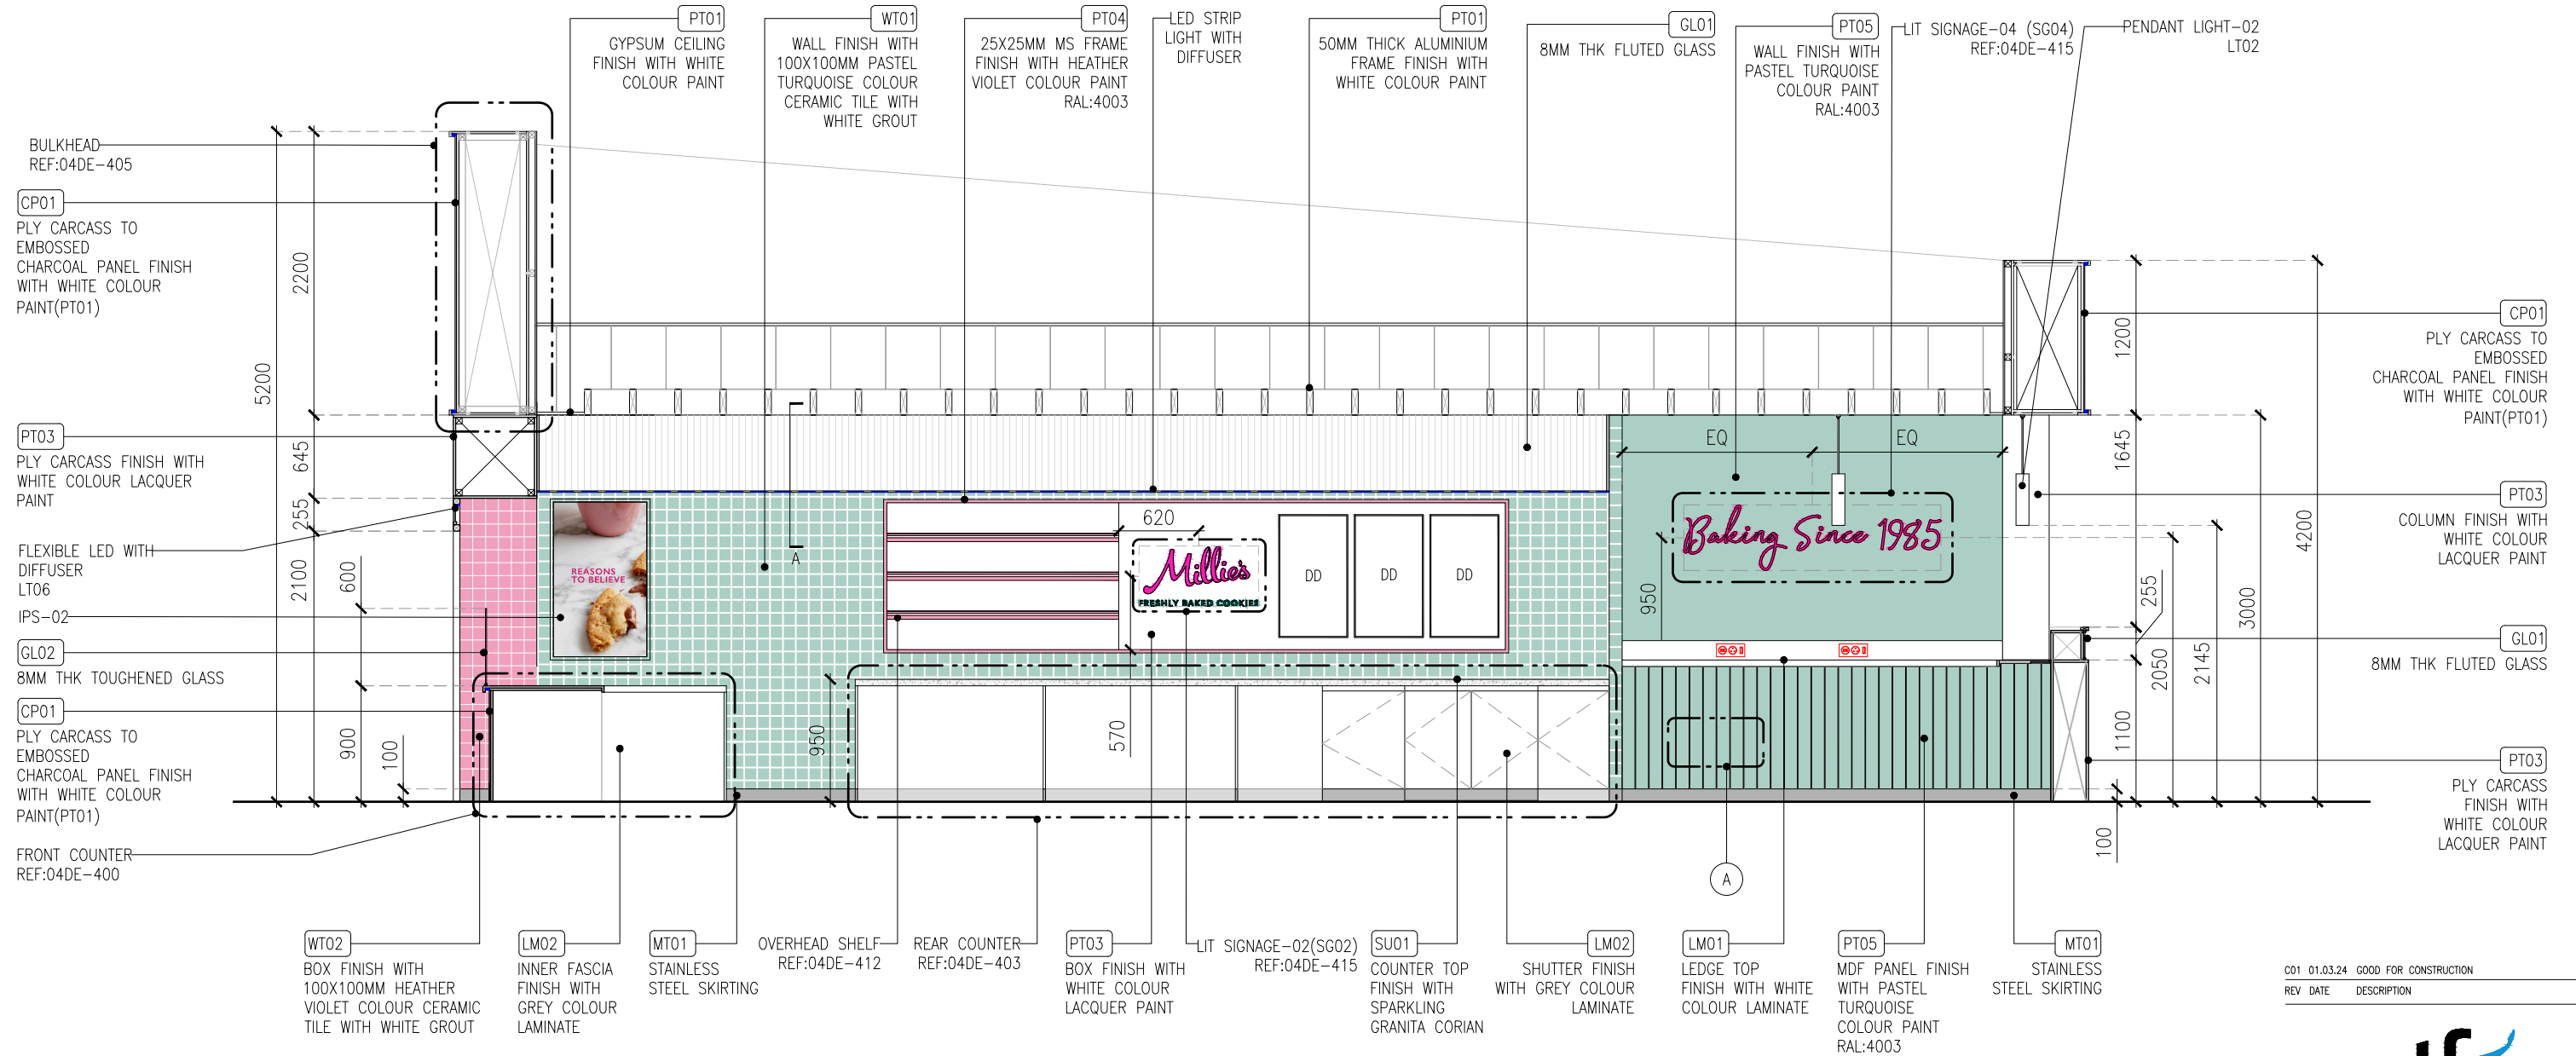 PT01
GYPSUM CEILING
FINISH WITH WHITE
COLOUR PAINT
WT01
WALL FINISH WITH
100X100MM PASTEL
TURQUOISE COLOUR
CERAMIC TILE WITH
WHITE GROUT
PT04
25X25MM MS FRAME
FINISH WITH HEATHER
VIOLET COLOUR PAINT
RAL:4003
LED STRIP
LIGHT WITH
DIFFUSER
PT01
50MM THICK ALUMINIUM
FRAME FINISH WITH
WHITE COLOUR PAINT
GL01
8MM THK FLUTED GLASS
PT05
WALL FINISH WITH
PASTEL TURQUOISE
COLOUR PAINT
RAL:4003
LIT SIGNAGE-04 (SG04)
REF:04DE-415
PENDANT LIGHT-02
LT02
BULKHEAD
REF:04DE-405
CP01
PLY CARCASS TO
EMBOSSED
CHARCOAL PANEL FINISH
WITH WHITE COLOUR
PAINT(PT01)
PT03
PLY CARCASS FINISH WITH
WHITE COLOUR LACQUER
PAINT
FLEXIBLE LED WITH
DIFFUSER
LT06
IPS-02
GL02
8MM THK TOUGHENED GLASS
CP01
PLY CARCASS TO
EMBOSSED
CHARCOAL PANEL FINISH
WITH WHITE COLOUR
PAINT(PT01)
FRONT COUNTER
REF:04DE-400
5200
2200
645
255
2100
600
900
100
REASONS
TO BELIEVE
A
620
Millie's
FRESHLY BAKED COOKIES
DD
DD
DD
950
570
EQ
EQ
Baking Since 1985
950
A
1200
1645
255
1100
100
2050
2145
3000
4200
CP01
PLY CARCASS TO
EMBOSSED
CHARCOAL PANEL FINISH
WITH WHITE COLOUR
PAINT(PT01)
PT03
COLUMN FINISH WITH
WHITE COLOUR
LACQUER PAINT
GL01
8MM THK FLUTED GLASS
PT03
PLY CARCASS
FINISH WITH
WHITE COLOUR
LACQUER PAINT
WT02
BOX FINISH WITH
100X100MM HEATHER
VIOLET COLOUR CERAMIC
TILE WITH WHITE GROUT
LM02
INNER FASCIA
FINISH WITH
GREY COLOUR
LAMINATE
MT01
STAINLESS
STEEL SKIRTING
OVERHEAD SHELF
REF:04DE-412
REAR COUNTER
REF:04DE-403
PT03
BOX FINISH WITH
WHITE COLOUR
LACQUER PAINT
LIT SIGNAGE-02(SG02)
REF:04DE-415
SU01
COUNTER TOP
FINISH WITH
SPARKLING
GRANITA CORIAN
LM02
SHUTTER FINISH
WITH GREY COLOUR
LAMINATE
LM01
LEDGE TOP
FINISH WITH WHITE
COLOUR LAMINATE
PT05
MDF PANEL FINISH
WITH PASTEL
TURQUOISE
COLOUR PAINT
RAL:4003
MT01
STAINLESS
STEEL SKIRTING
C01 01.03.24 GOOD FOR CONSTRUCTION
REV DATE DESCRIPTION